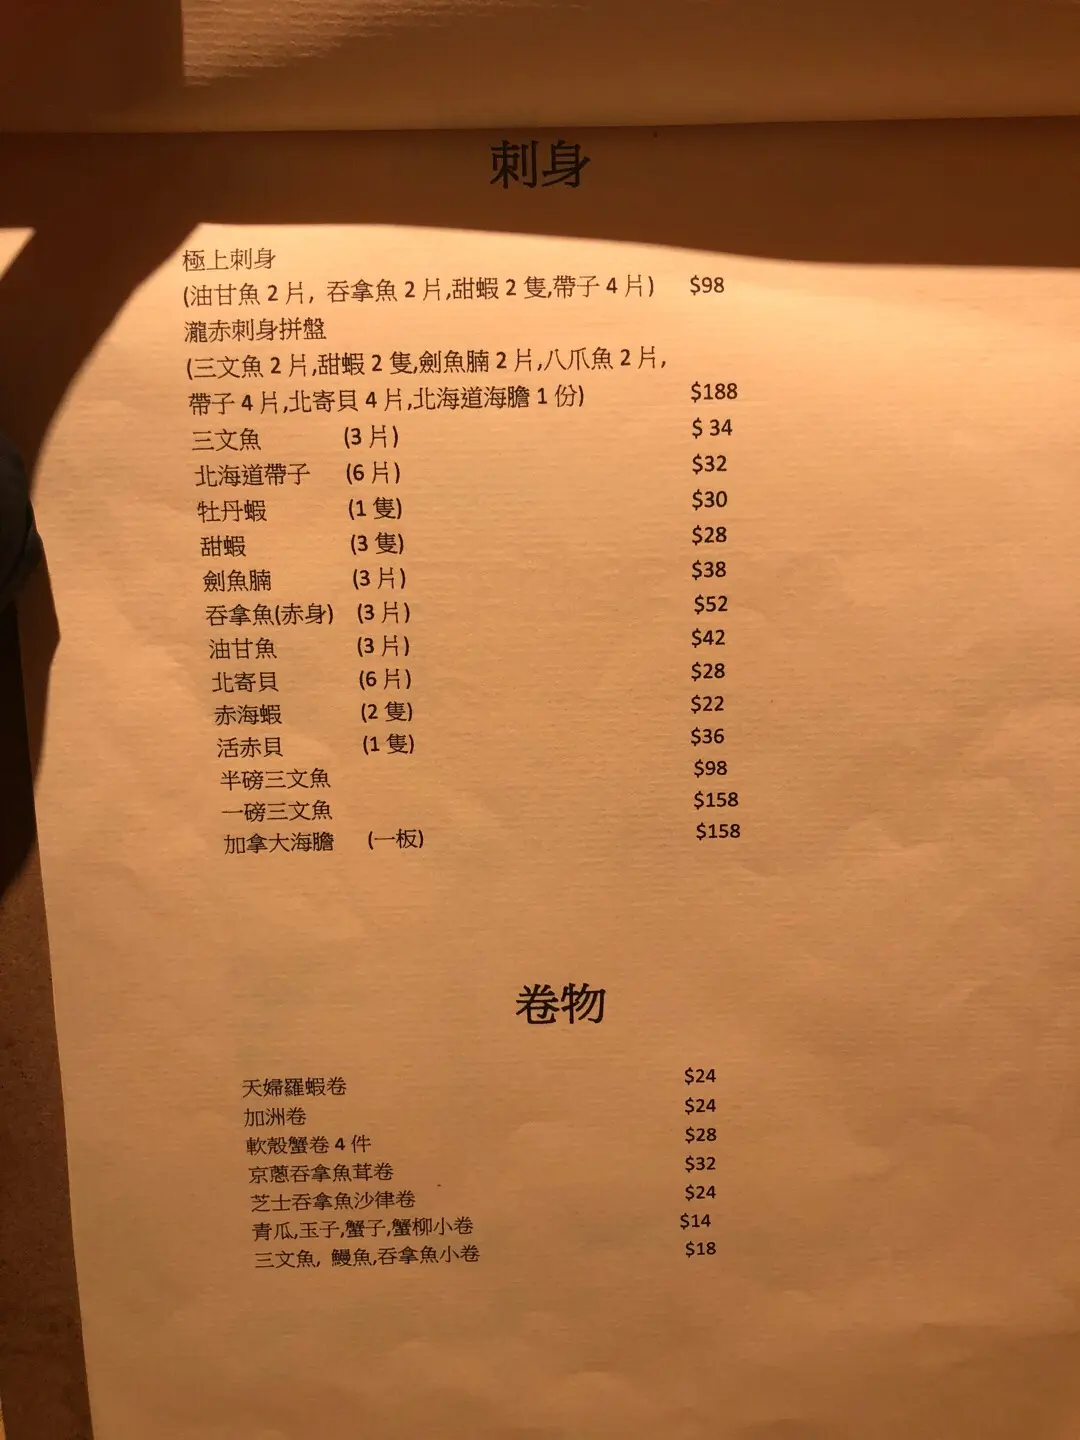 刺身
極上刺身
(油甘魚 2 片, 吞拿魚 2 片,甜蝦 2 隻,帶子 4 片) $98
瀧赤刺身拼盤
(三文魚 2 片,甜蝦 2 隻,劍魚腩 2 片,八爪魚 2 片,
帶子 4 片,北寄貝 4 片,北海道海膽 1 份) $188
三文魚 (3 片) $ 34
北海道帶子 (6 片) $32
牡丹蝦 (1 隻) $30
甜蝦 (3 隻) $28
劍魚腩 (3 片) $38
吞拿魚(赤身) (3 片) $52
油甘魚 (3 片) $42
北寄貝 (6 片) $28
赤海蝦 (2 隻) $22
活赤貝 (1 隻) $36
半磅三文魚 $98
一磅三文魚 $158
加拿大海膽 (一板) $158
卷物
天婦羅蝦卷 $24
加洲卷 $24
軟殼蟹卷 4 件 $28
京蔥吞拿魚茸卷 $32
芝士吞拿魚沙律卷 $24
青瓜,玉子,蟹子,蟹柳小卷 $14
三文魚, 鰻魚,吞拿魚小卷 $18